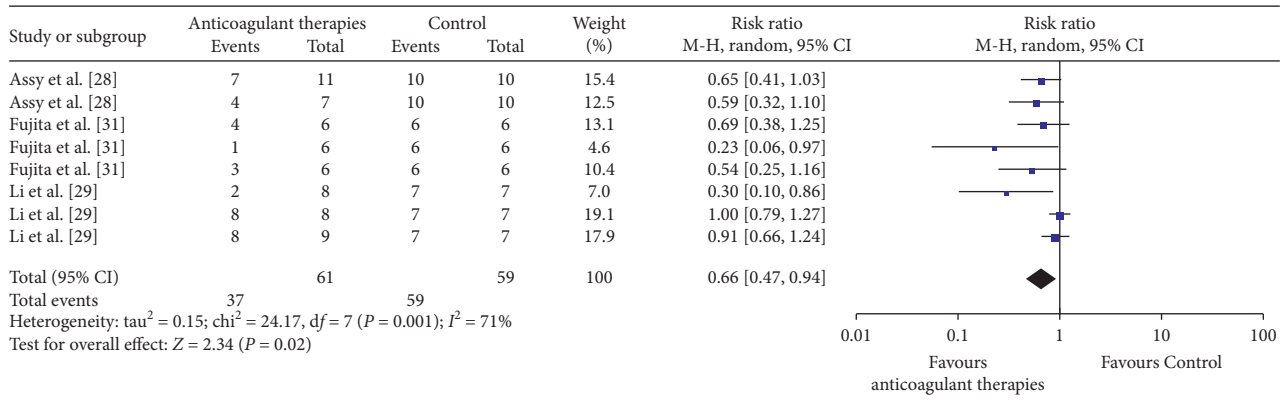 Study or subgroup Anticoagulant therapies Control Weight (%) Risk ratio M-H, random, 95% CI Risk ratio M-H, random, 95% CI
Events Total Events Total
Assy et al. [28] 7 11 10 10 15.4 0.65 [0.41, 1.03]
Assy et al. [28] 4 7 10 10 12.5 0.59 [0.32, 1.10]
Fujita et al. [31] 4 6 6 6 13.1 0.69 [0.38, 1.25]
Fujita et al. [31] 1 6 6 6 4.6 0.23 [0.06, 0.97]
Fujita et al. [31] 3 6 6 6 10.4 0.54 [0.25, 1.16]
Li et al. [29] 2 8 7 7 7.0 0.30 [0.10, 0.86]
Li et al. [29] 8 8 7 7 19.1 1.00 [0.79, 1.27]
Li et al. [29] 8 9 7 7 17.9 0.91 [0.66, 1.24]
Total (95% CI) 61 59 100 0.66 [0.47, 0.94]
Total events 37 59
Heterogeneity: tau² = 0.15; chi² = 24.17, df = 7 (P = 0.001); I² = 71%
Test for overall effect: Z = 2.34 (P = 0.02)
0.01 0.1 1 10 100
Favours anticoagulant therapies Favours Control